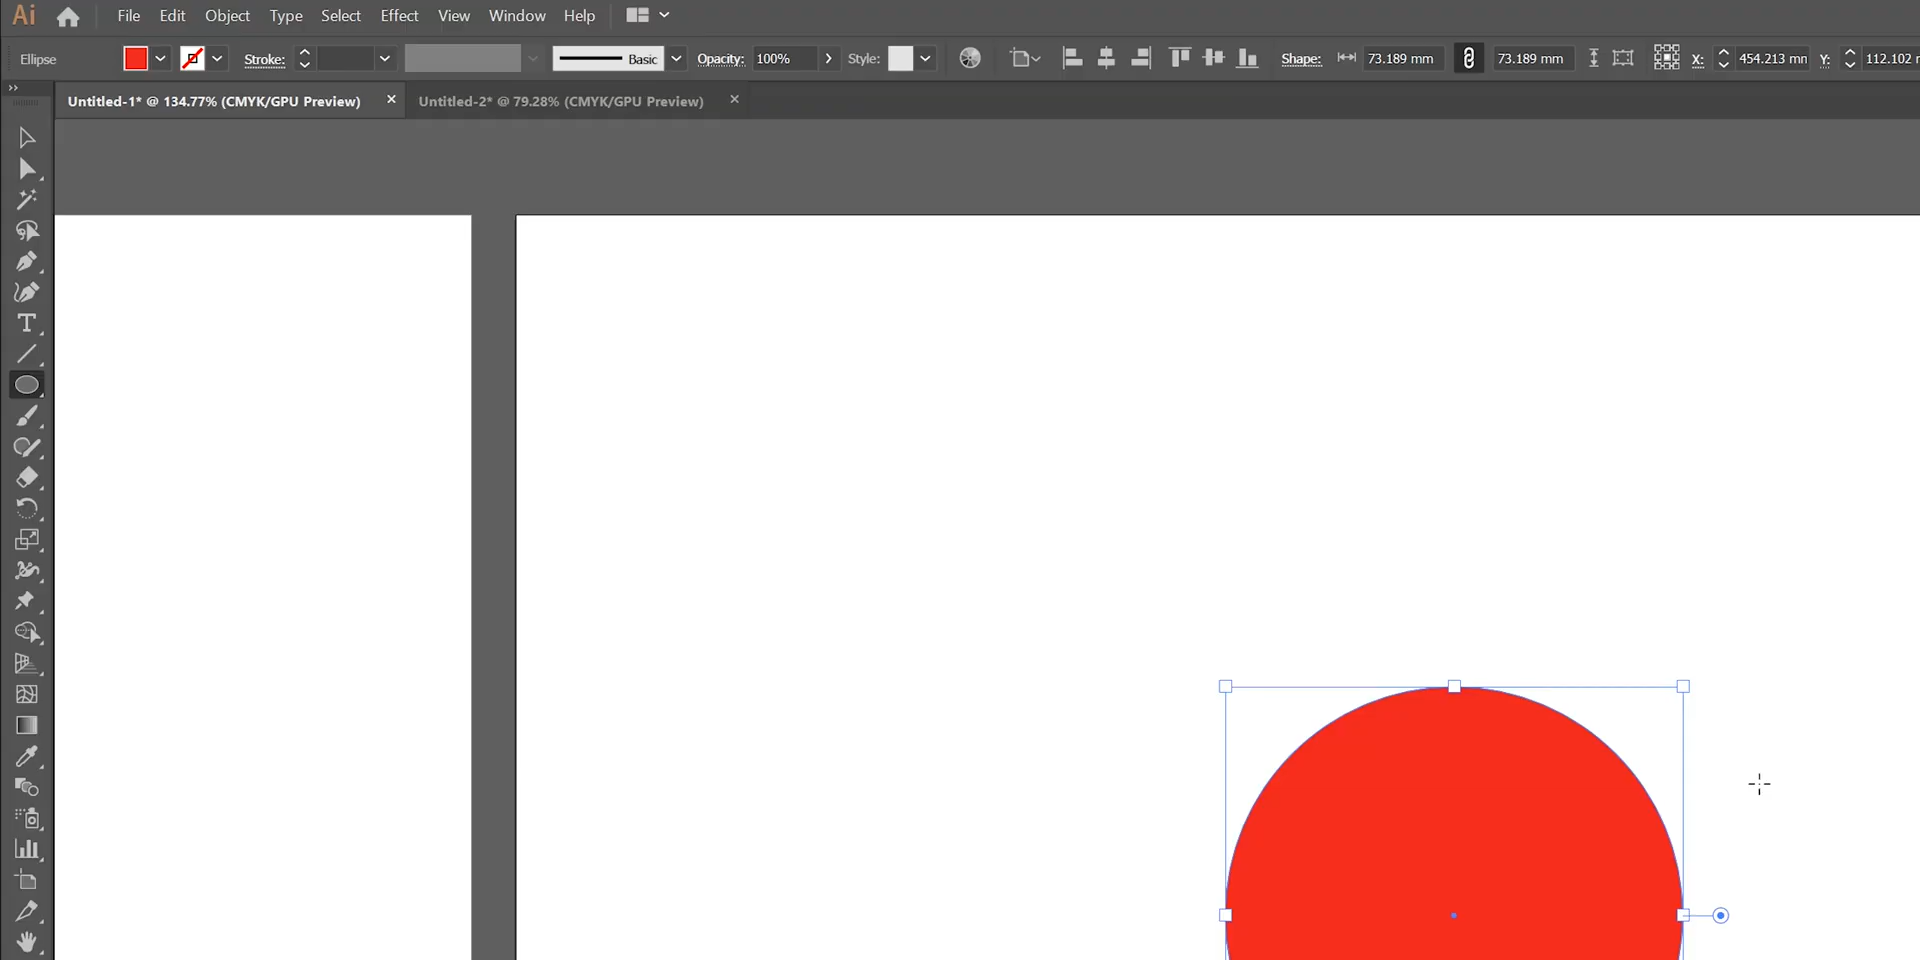 Ai File Edit Object Type Select Effect View Window Help
Ellipse Stroke: Basic Opacity: 100% Style: Shape: 73.189 mm 73.189 mm X: 454.213 mm Y: 112.102
Untitled-1* @ 134.77% (CMYK/GPU Preview) × Untitled-2* @ 79.28% (CMYK/GPU Preview) ×